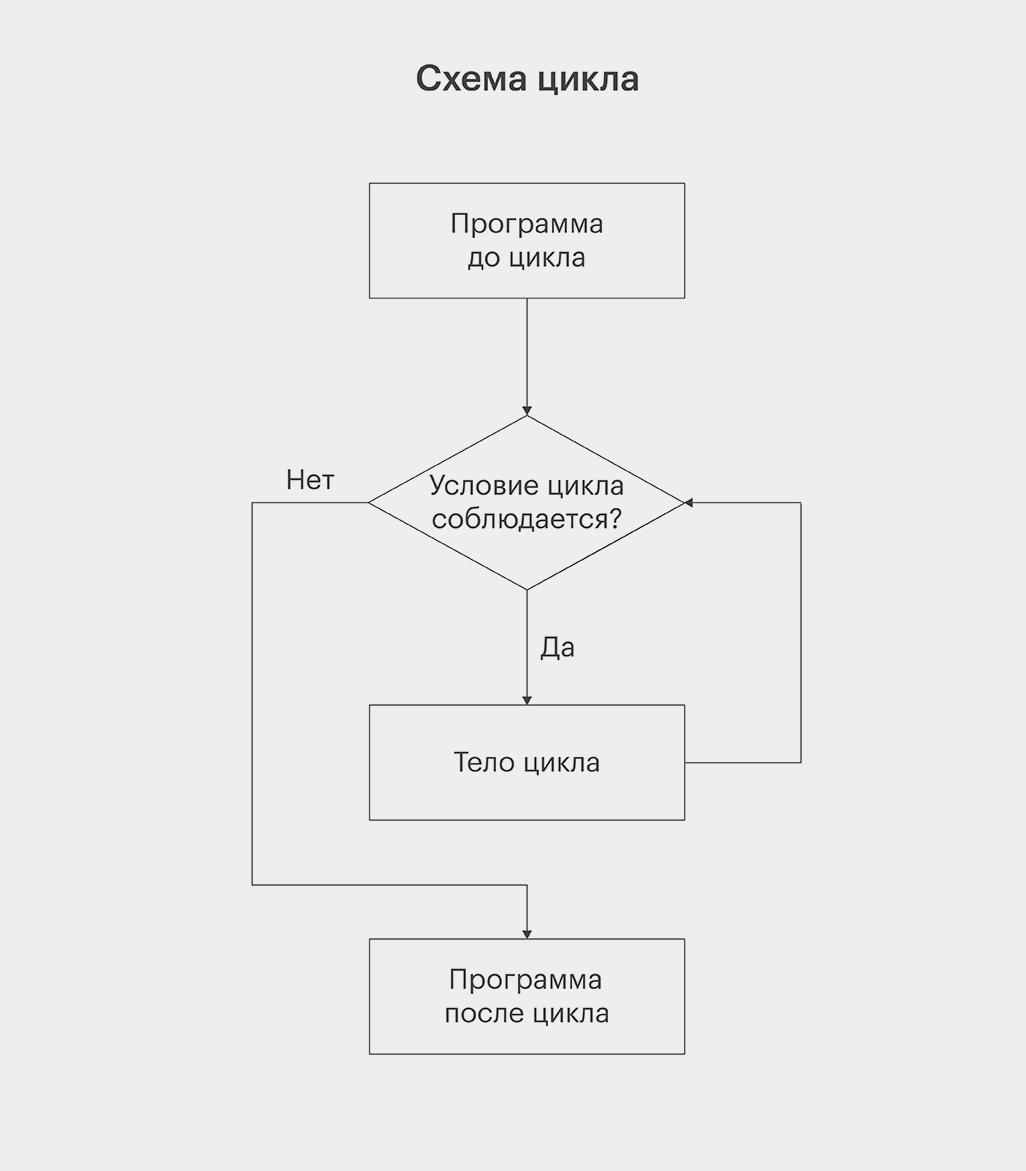 Схема цикла
Программа
до цикла
Нет
Условие цикла
соблюдается?
Да
Тело цикла
Программа
после цикла